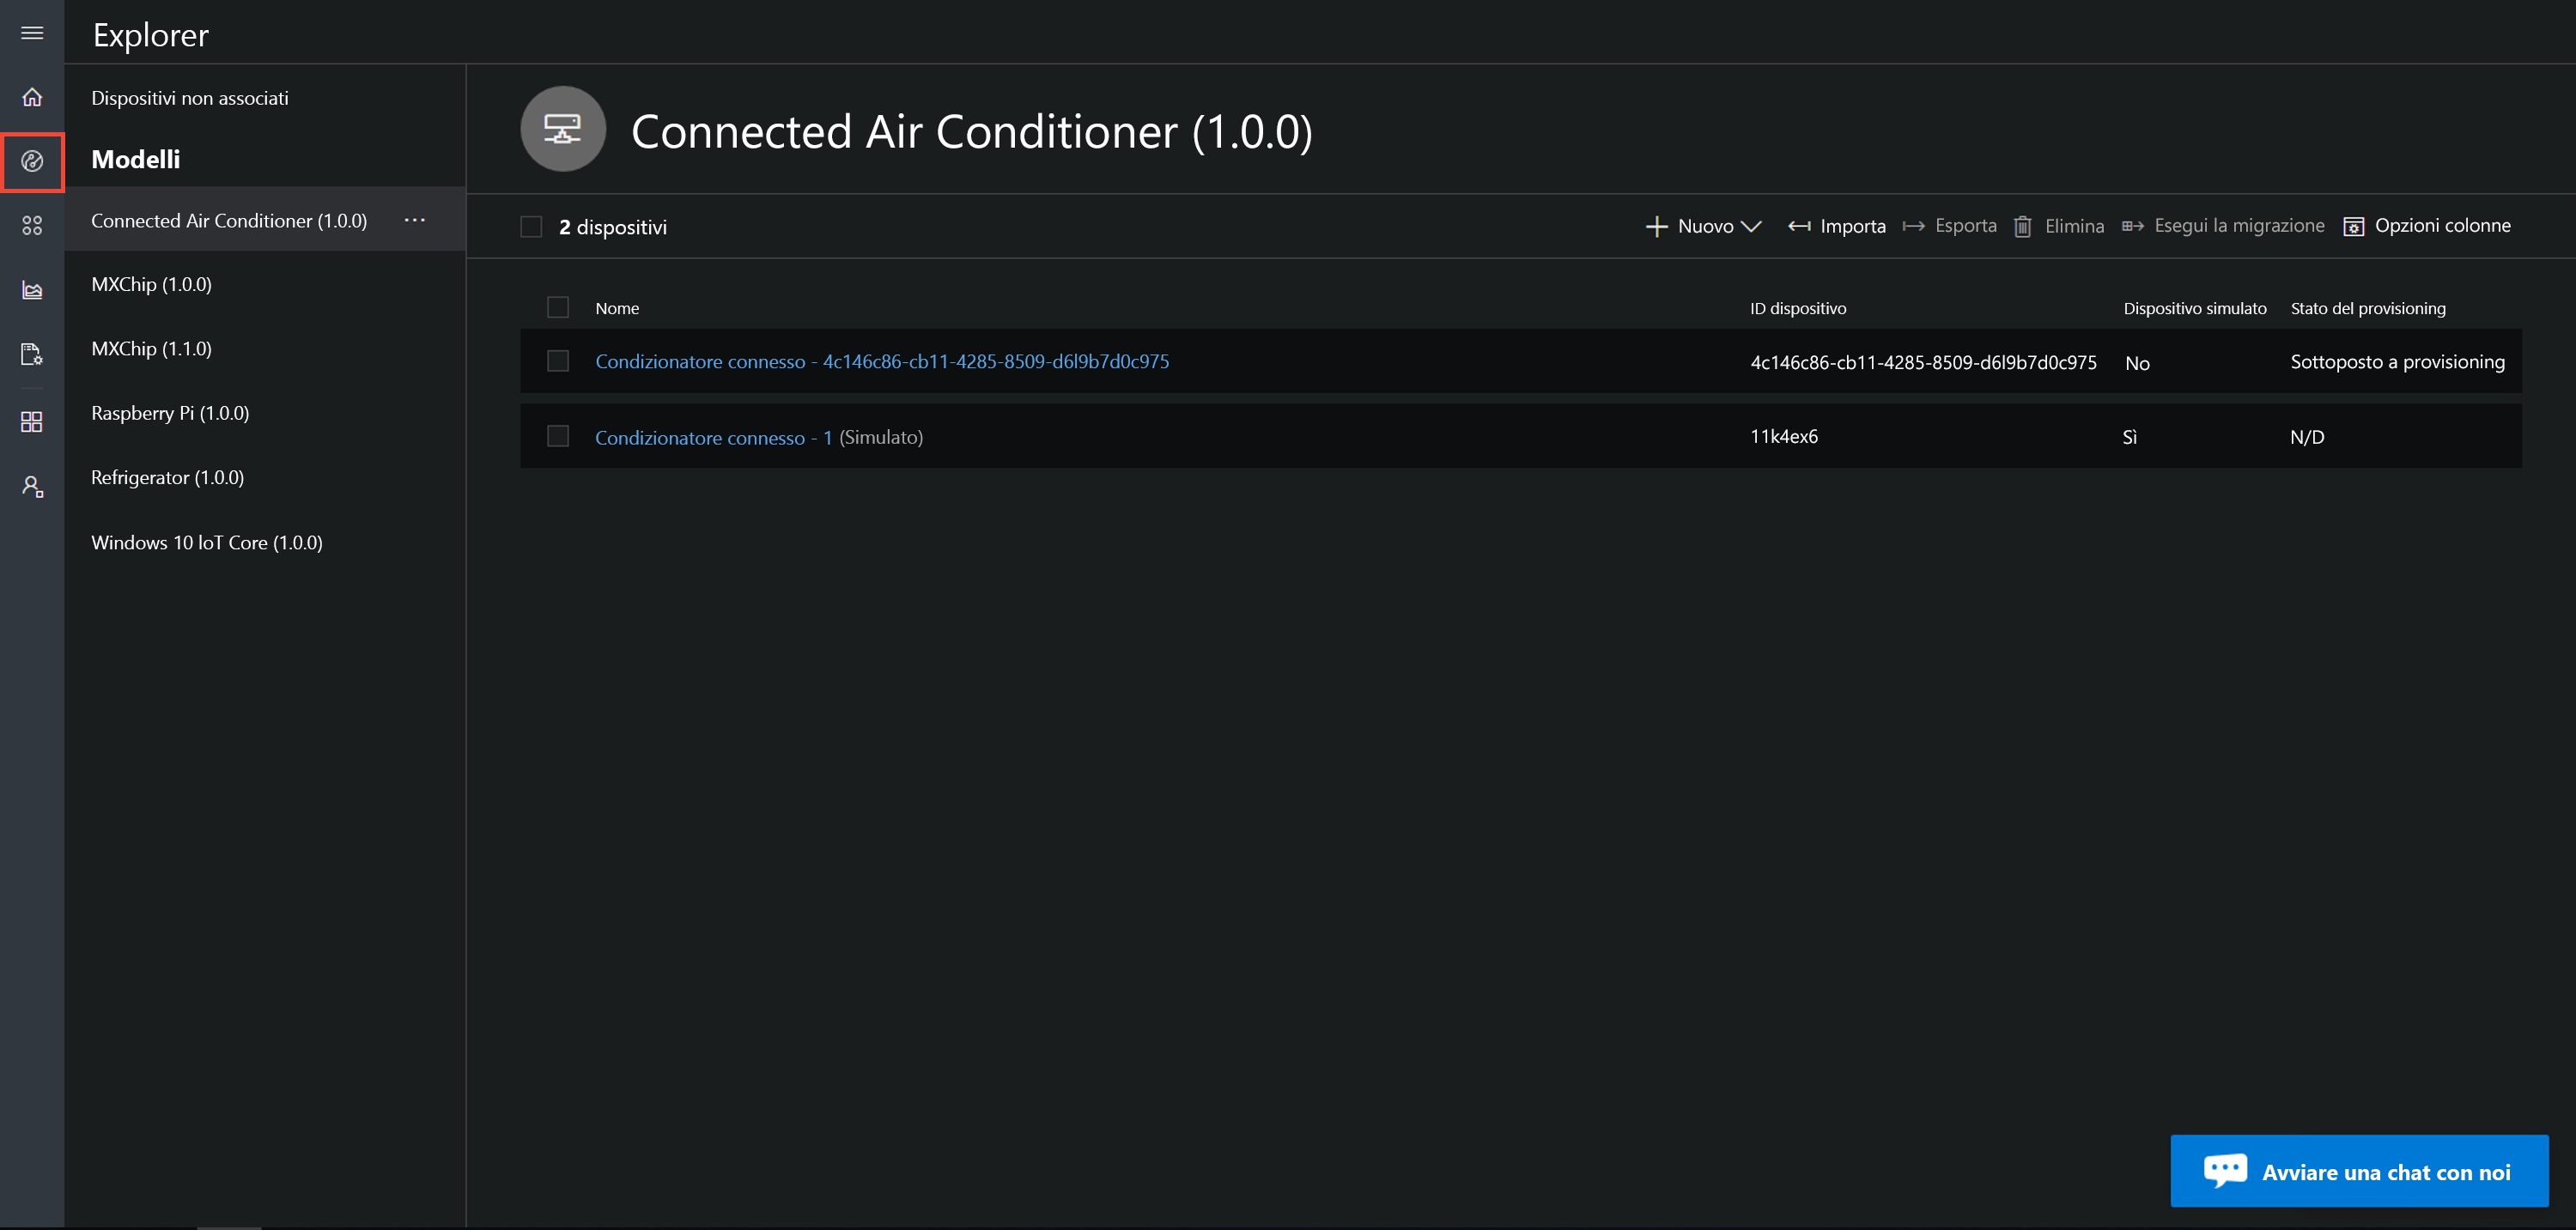 Explorer
Dispositivi non associati
Modelli
Connected Air Conditioner (1.0.0) ...
MXChip (1.0.0)
MXChip (1.1.0)
Raspberry Pi (1.0.0)
Refrigerator (1.0.0)
Windows 10 loT Core (1.0.0)
Connected Air Conditioner (1.0.0)
2 dispositivi
Nuovo Importa Esporta Elimina Esegui la migrazione Opzioni colonne
Nome ID dispositivo Dispositivo simulato Stato del provisioning
Condizionatore connesso - 4c146c86-cb11-4285-8509-d6l9b7d0c975 4c146c86-cb11-4285-8509-d6l9b7d0c975 No Sottoposto a provisioning
Condizionatore connesso - 1 (Simulato) 11k4ex6 Sì N/D
Avviare una chat con noi